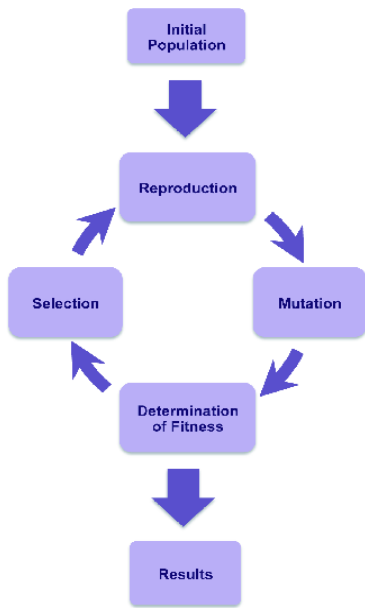 Initial
Population
Reproduction
Selection
Mutation
Determination
of Fitness
Results